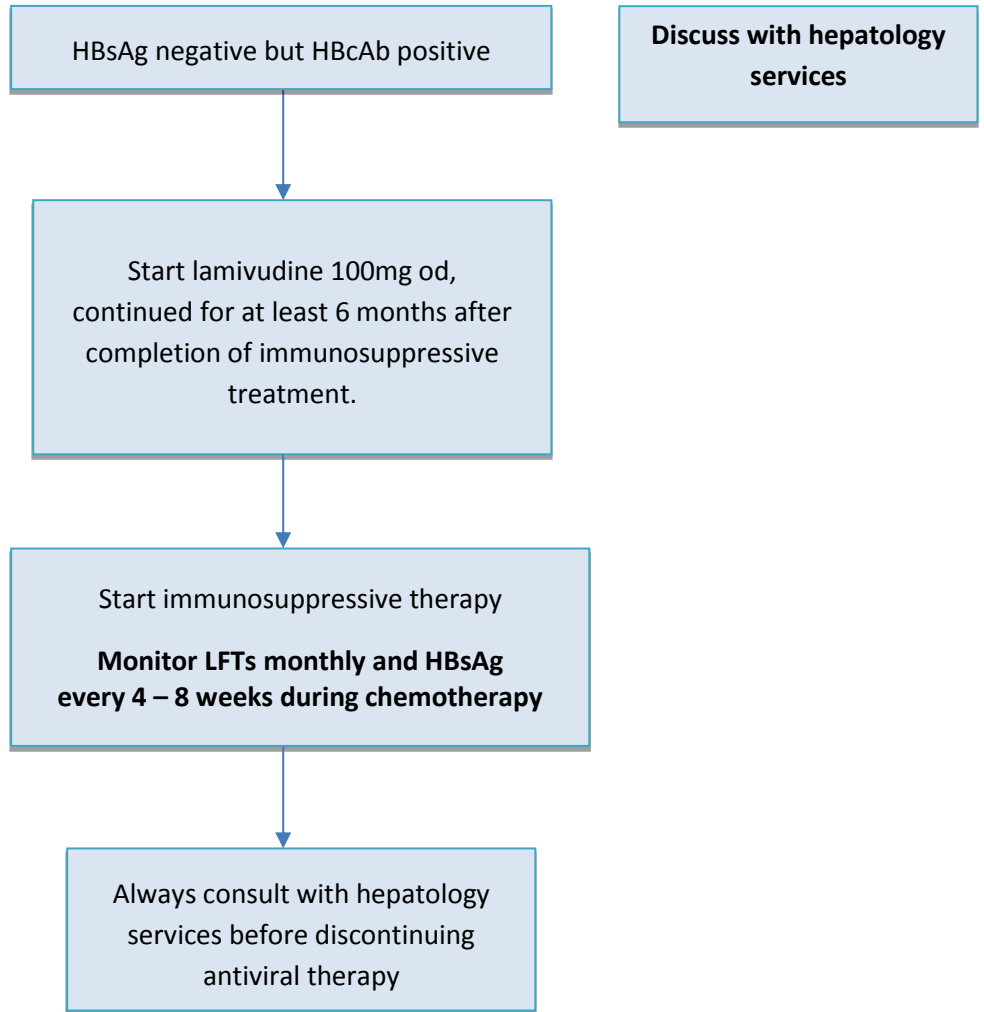 HBsAg negative but HBcAb positive
Discuss with hepatology
services
Start lamivudine 100mg od,
continued for at least 6 months after
completion of immunosuppressive
treatment.
Start immunosuppressive therapy
Monitor LFTs monthly and HBsAg
every 4 – 8 weeks during chemotherapy
Always consult with hepatology
services before discontinuing
antiviral therapy